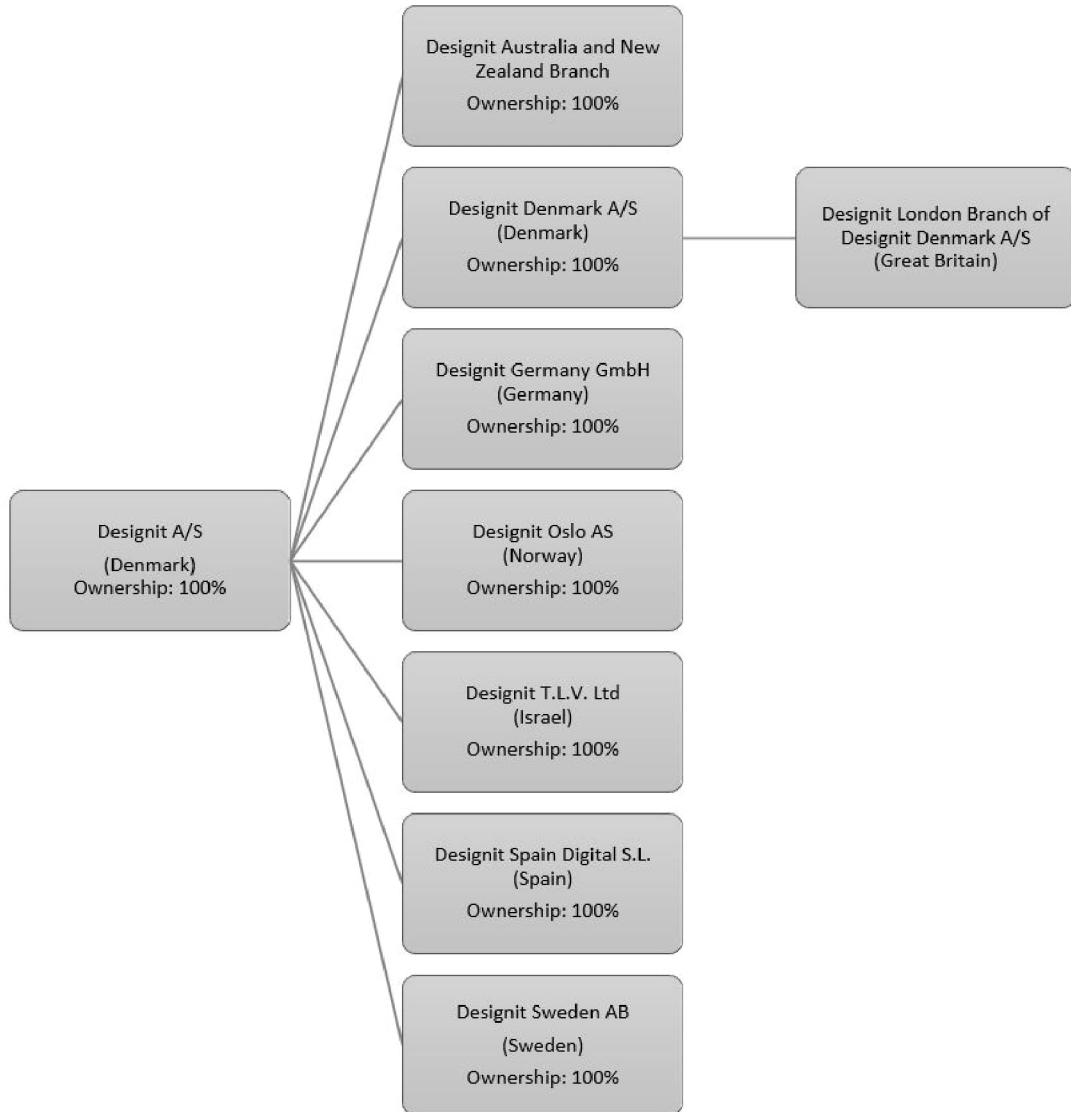 Designit Australia and New
Zealand Branch
Ownership: 100%
Designit Denmark A/S
(Denmark)
Ownership: 100%
Designit London Branch of
Designit Denmark A/S
(Great Britain)
Designit Germany GmbH
(Germany)
Ownership: 100%
Designit A/S
(Denmark)
Ownership: 100%
Designit Oslo AS
(Norway)
Ownership: 100%
Designit T.L.V. Ltd
(Israel)
Ownership: 100%
Designit Spain Digital S.L.
(Spain)
Ownership: 100%
Designit Sweden AB
(Sweden)
Ownership: 100%